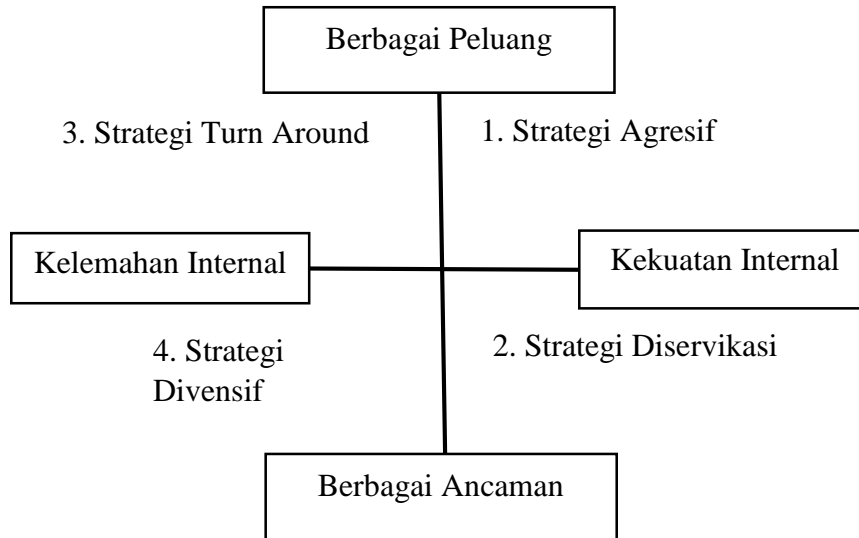 Berbagai Peluang
3. Strategi Turn Around
1. Strategi Agresif
Kelemahan Internal
Kekuatan Internal
4. Strategi
Divensif
2. Strategi Diservikasi
Berbagai Ancaman